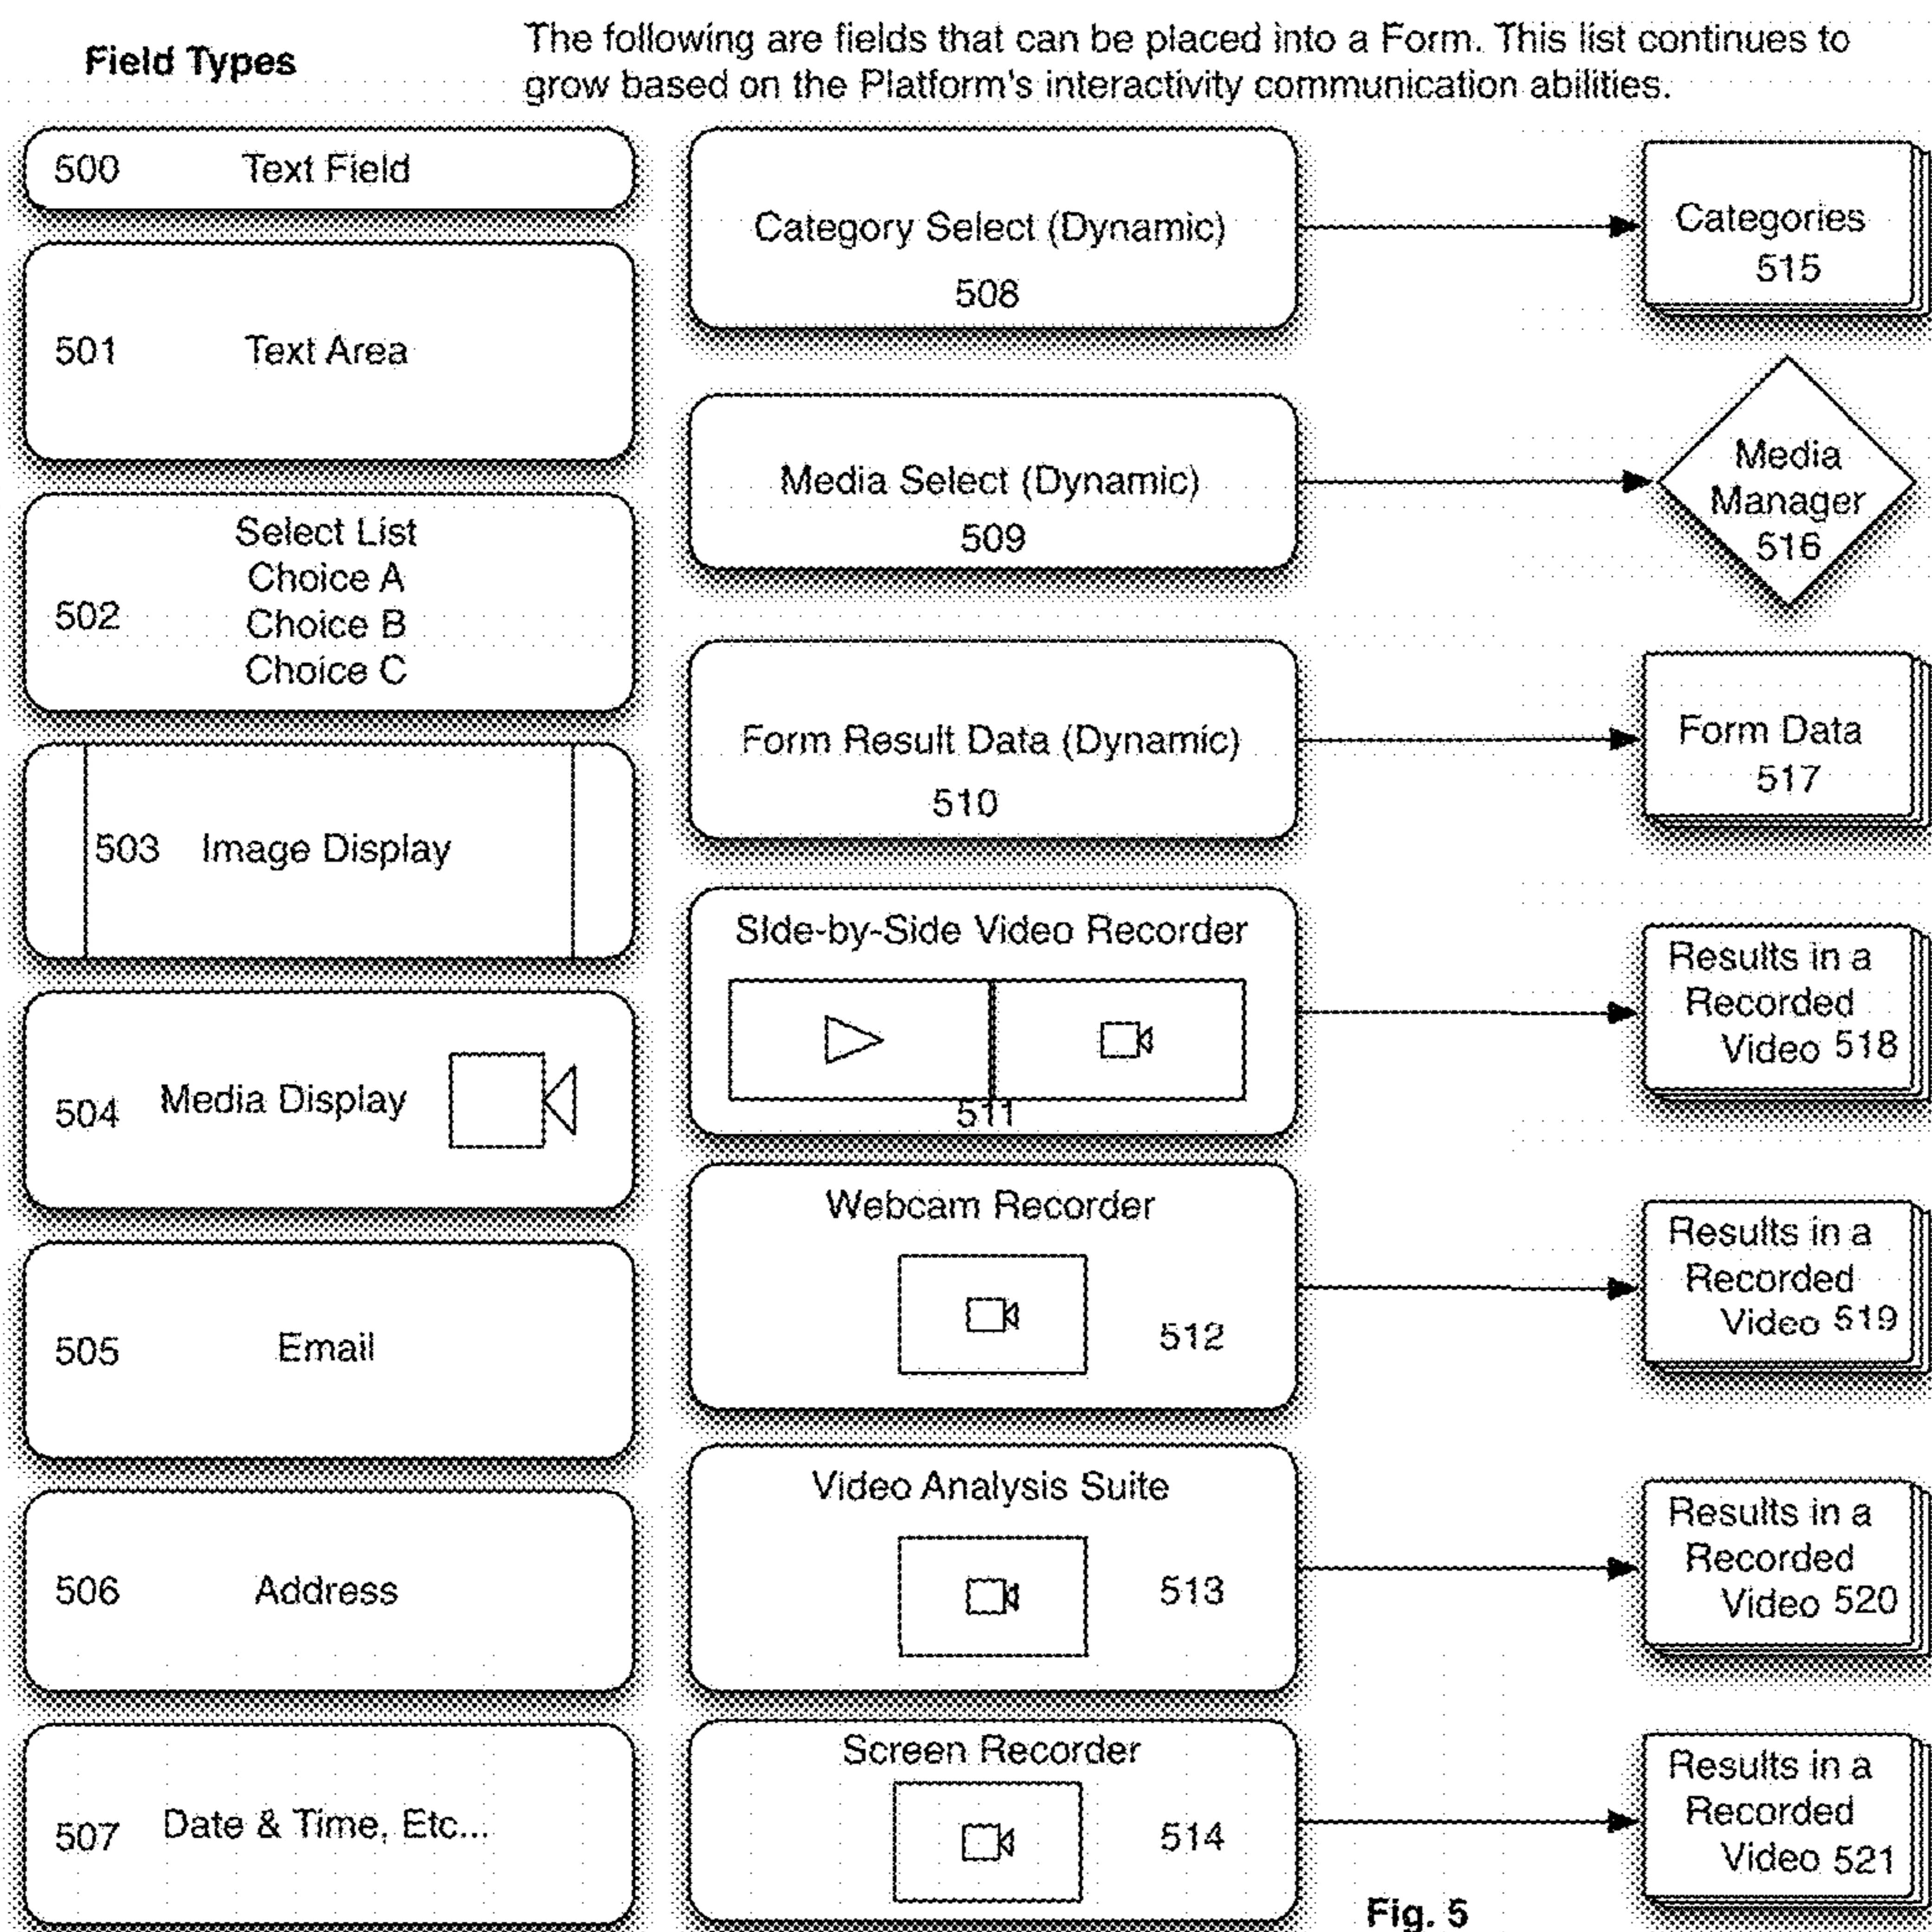 Field Types
The following are fields that can be placed into a Form. This list continues to
grow based on the Platform's interactivity communication abilities.
500 Text Field
501 Text Area
Select List
Choice A
502 Choice B
Choice C
503 Image Display
504 Media Display
505 Email
506 Address
507 Date & Time, Etc...
Category Select (Dynamic)
508
Media Select (Dynamic)
509
Form Result Data (Dynamic)
510
SIde-by-Side Video Recorder
511
Webcam Recorder
512
Video Analysis Suite
513
Screen Recorder
514
Categories
515
Media
Manager
516
Form Data
517
Results in a
Recorded
Video 518
Results in a
Recorded
Video 519
Results in a
Recorded
Video 520
Results in a
Recorded
Video 521
Fig. 5